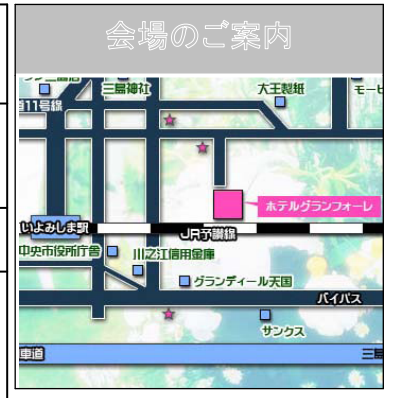 会場のご案内
三島神社
大王製紙
モービ
道11号線
ホテルグランフォーレ
いよみしま駅
JR予讃線
中央市役所庁舎
川之江信用金庫
グランディール天国
バイパス
サンクス
車道
三島